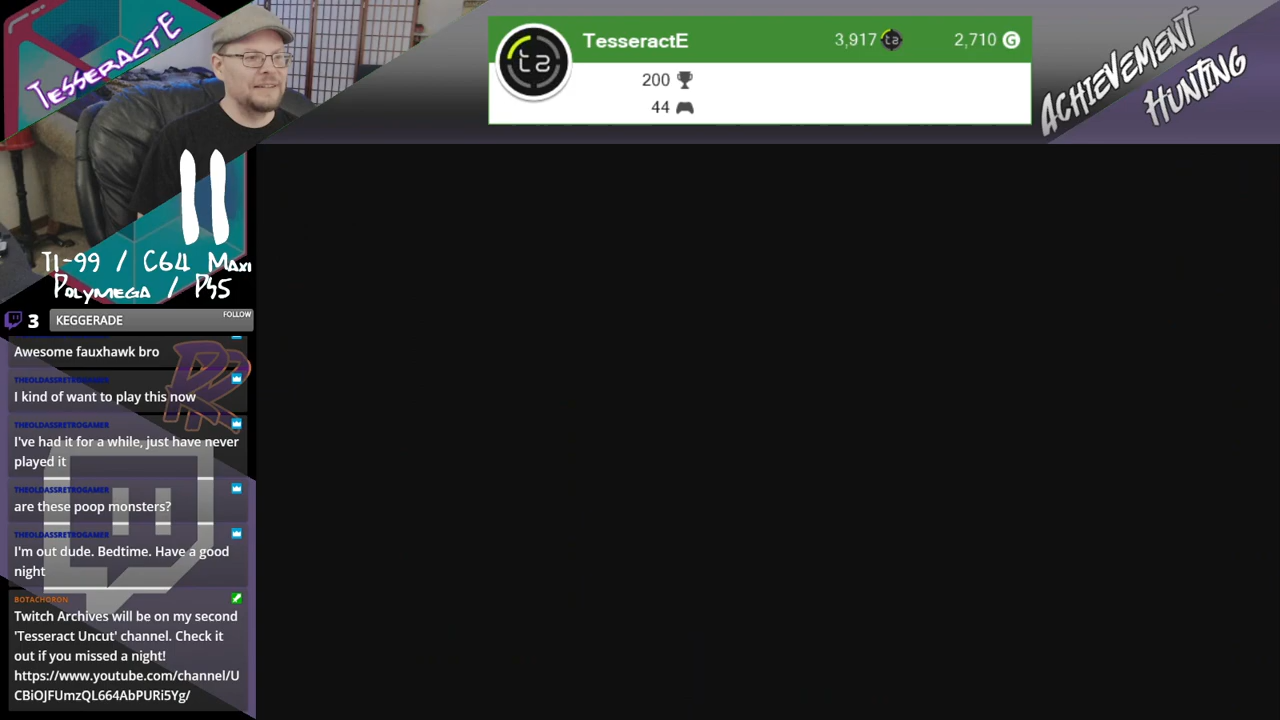 TESSERACTE
TesseractE
3,917
2,710 G
200
44
ACHIEVEMENT
HUNTING
TI-99 / C64 MAXI
POLYMEGA / PS5
3
KEGGERADE
FOLLOW
Awesome fauxhawk bro
THEOLDASSRETROGAMER
I kind of want to play this now
THEOLDASSRETROGAMER
I've had it for a while, just have never
played it
THEOLDASSRETROGAMER
are these poop monsters?
THEOLDASSRETROGAMER
I'm out dude. Bedtime. Have a good
night
BOTACHORON
Twitch Archives will be on my second
'Tesseract Uncut' channel. Check it
out if you missed a night!
https://www.youtube.com/channel/U
CBiOJFUmzQL664AbPURi5Yg/